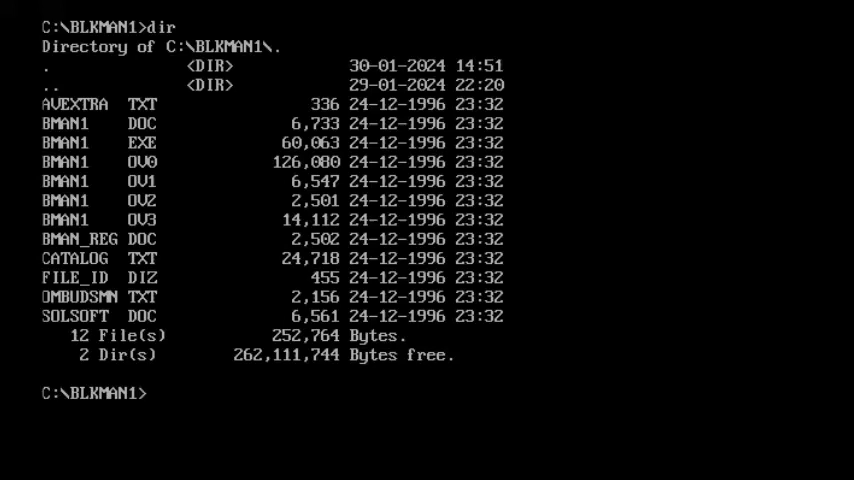 C:\BLKMAN1>dir
Directory of C:\BLKMAN1\.
.              <DIR>            30-01-2024 14:51
..             <DIR>            29-01-2024 22:20
AVEXTRA  TXT                336 24-12-1996 23:32
BMAN1    DOC              6,733 24-12-1996 23:32
BMAN1    EXE             60,063 24-12-1996 23:32
BMAN1    OV0            126,080 24-12-1996 23:32
BMAN1    OV1              6,547 24-12-1996 23:32
BMAN1    OV2              2,501 24-12-1996 23:32
BMAN1    OV3             14,112 24-12-1996 23:32
BMAN_REG DOC              2,502 24-12-1996 23:32
CATALOG  TXT             24,718 24-12-1996 23:32
FILE_ID  DIZ                455 24-12-1996 23:32
OMBUDSMN TXT              2,156 24-12-1996 23:32
SOLSOFT  DOC              6,561 24-12-1996 23:32
   12 File(s)           252,764 Bytes.
    2 Dir(s)        262,111,744 Bytes free.
C:\BLKMAN1>